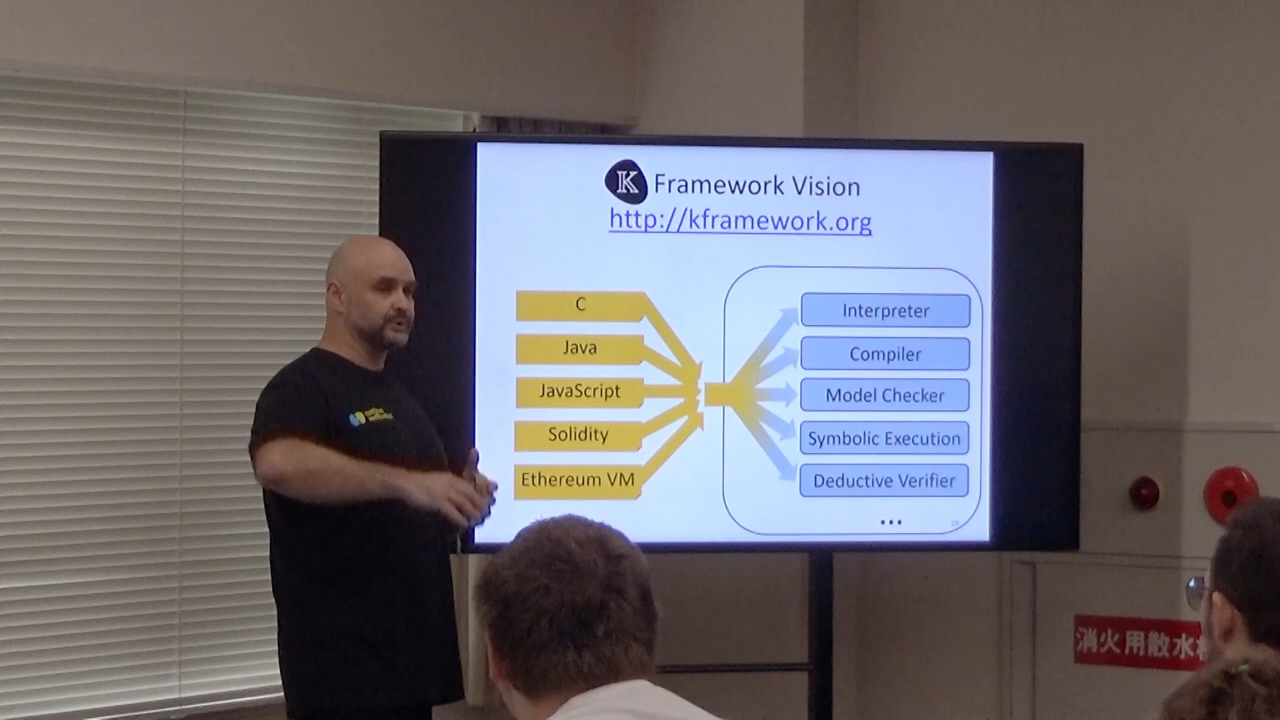 K Framework Vision
http://kframework.org
C
Java
JavaScript
Solidity
Ethereum VM
Interpreter
Compiler
Model Checker
Symbolic Execution
Deductive Verifier
...
消火用散水